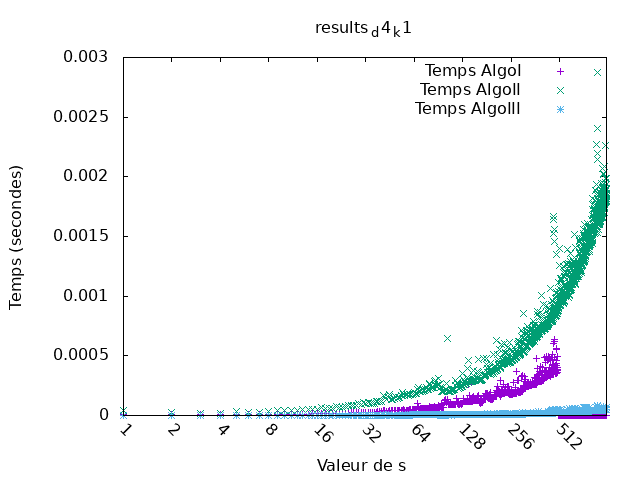 results_d4_k1
Temps AlgoI
Temps AlgoII
Temps AlgoIII
0.003
0.0025
0.002
0.0015
0.001
0.0005
0
Temps (secondes)
1 2 4 8 16 32 64 128 256 512
Valeur de s